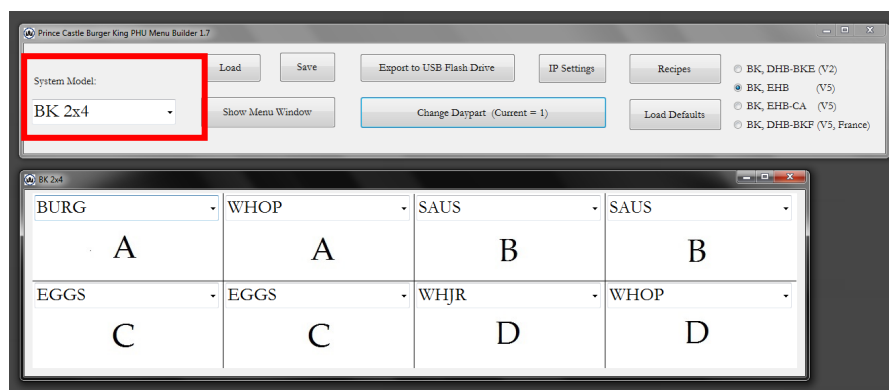 Prince Castle Burger King PHU Menu Builder 1.7
System Model:
BK 2x4
Load
Save
Export to USB Flash Drive
IP Settings
Recipes
Show Menu Window
Change Daypart (Current = 1)
Load Defaults
BK, DHB-BKE (V2)
BK, EHB (V5)
BK, EHB-CA (V5)
BK, DHB-BKF (V5, France)
BK 2x4
BURG WHOP SAUS SAUS
A A B B
EGGS EGGS WHJR WHOP
C C D D